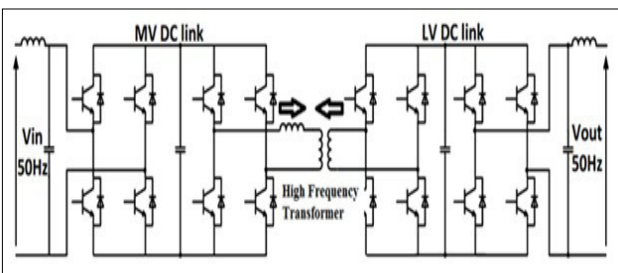 MV DC link
LV DC link
Vin
50Hz
High Frequency
Transformer
Vout
50Hz